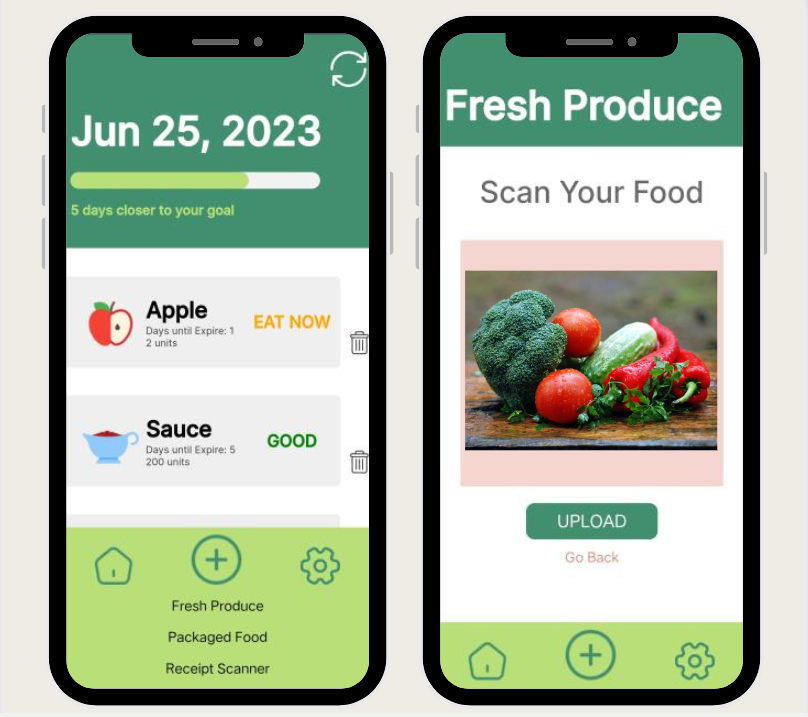 Jun 25, 2023
5 days closer to your goal
Apple
Days until Expire: 1
2 units
EAT NOW
Sauce
Days until Expire: 5
200 units
GOOD
Fresh Produce
Packaged Food
Receipt Scanner
Fresh Produce
Scan Your Food
UPLOAD
Go Back